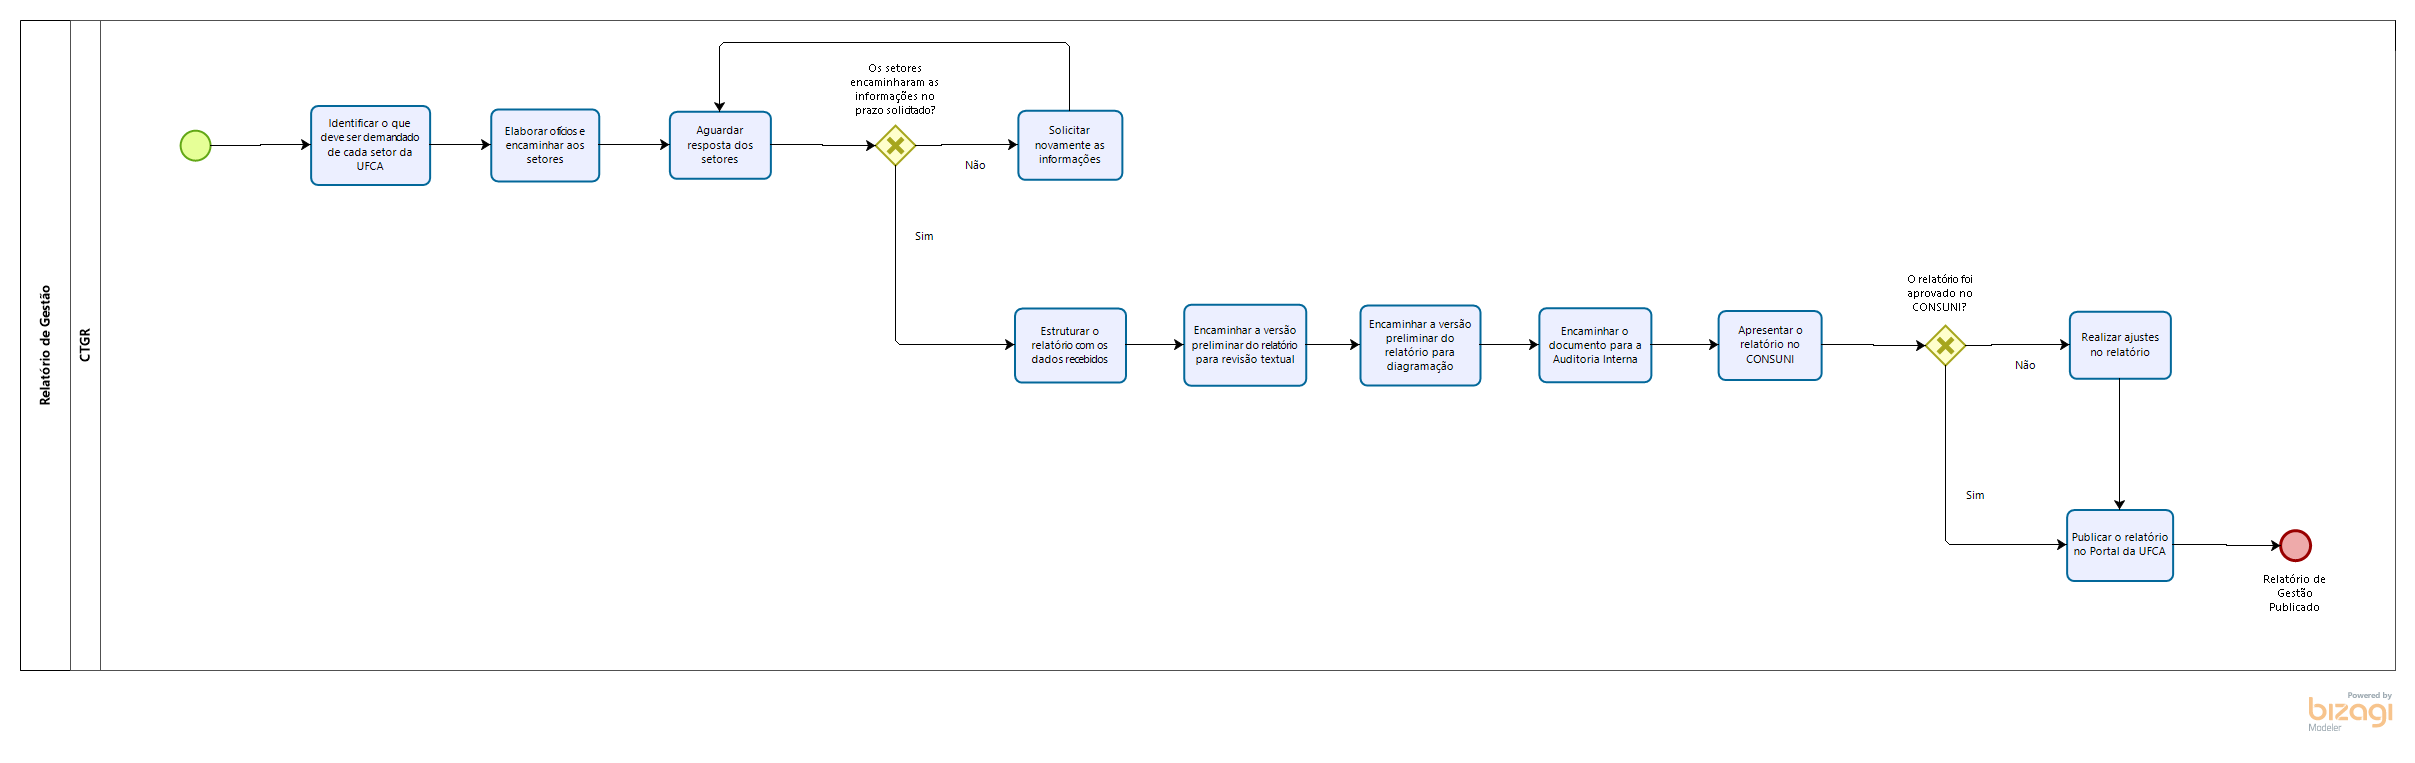 Relatório de Gestão
CTGR
Identificar o que
deve ser demandado
de cada setor da
UFCA
Elaborar ofícios e
encaminhar aos
setores
Aguardar
resposta dos
setores
Os setores
encaminharam as
informações no
prazo solicitado?
Não
Solicitar
novamente as
informações
Sim
Estruturar o
relatório com os
dados recebidos
Encaminhar a versão
preliminar do relatório
para revisão textual
Encaminhar a versão
preliminar do
relatório para
diagramação
Encaminhar o
documento para a
Auditoria Interna
Apresentar o
relatório no
CONSUNI
O relatório foi
aprovado no
CONSUNI?
Não
Realizar ajustes
no relatório
Sim
Publicar o relatório
no Portal da UFCA
Relatório de
Gestão
Publicado
Powered by
bizagi
Modeler